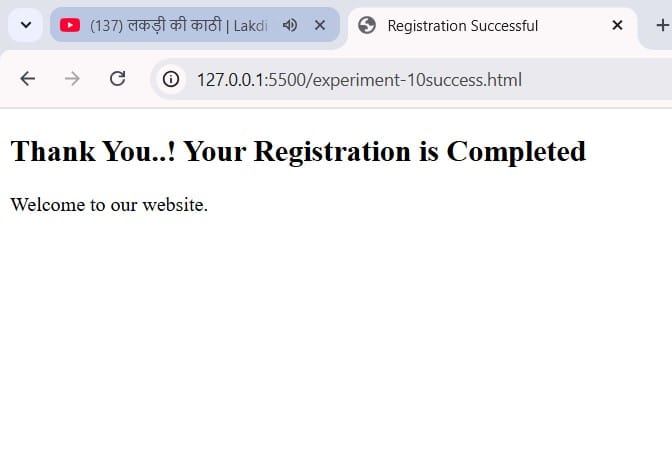 (137) लकड़ी की काठी | Lakdi
Registration Successful
127.0.0.1:5500/experiment-10success.html
Thank You..! Your Registration is Completed
Welcome to our website.